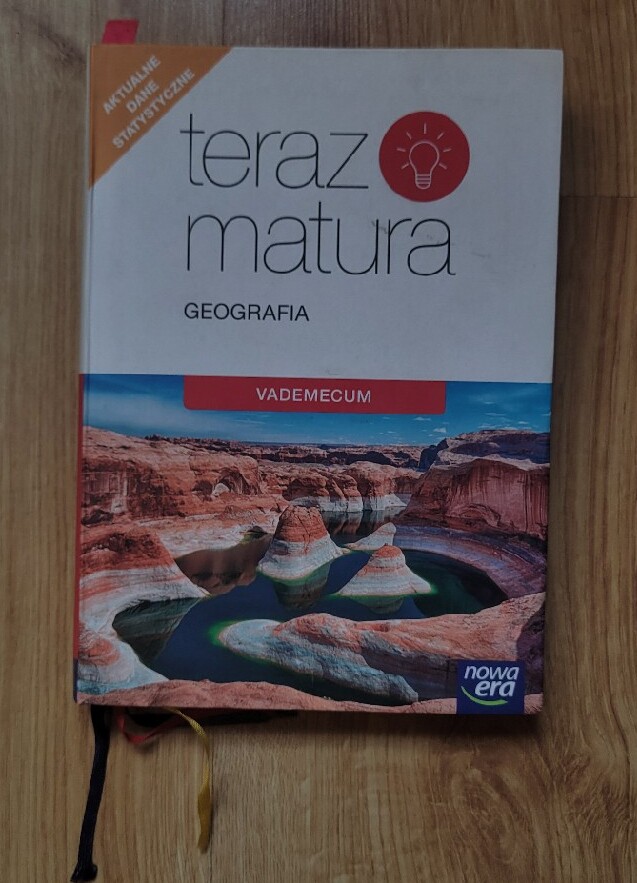 AKTUALNE
DANE
STATYSTYCZNE
teraz
matura
GEOGRAFIA
VADEMECUM
nowa
era